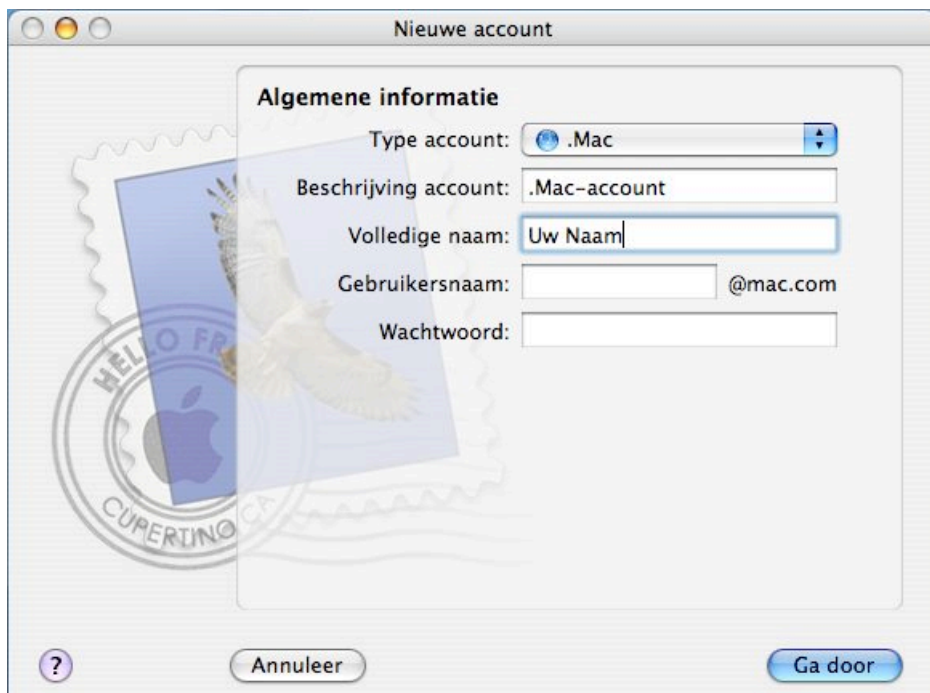 Nieuwe account
Algemene informatie
Type account: .Mac
Beschrijving account: .Mac-account
Volledige naam: Uw Naam
Gebruikersnaam: @mac.com
Wachtwoord:
HELLO FR
CUPERTINO CA
? Annuleer Ga door